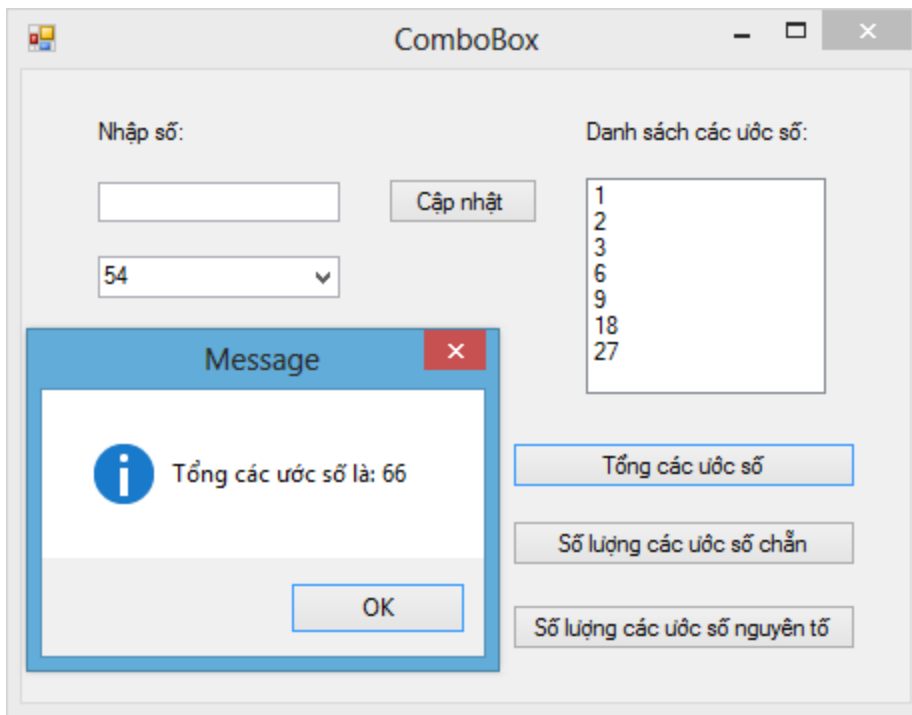 ComboBox
Nhập số:
Danh sách các ước số:
Cập nhật
1
2
3
6
9
18
27
54
Message
Tổng các ước số là: 66
OK
Tổng các ước số
Số lượng các ước số chẵn
Số lượng các ước số nguyên tố